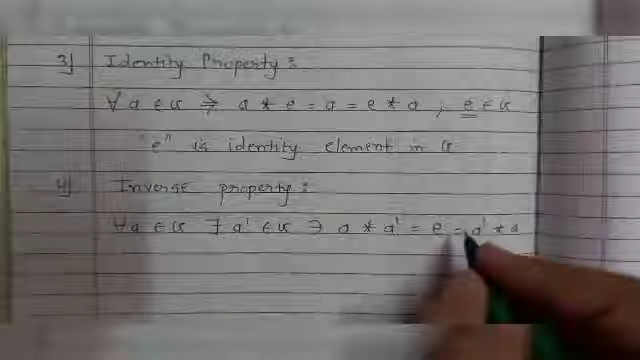 3) Identity Property :
∀ a ∈ G ⇒ a * e = a = e * a ; e ∈ G
"e" is identity element in G
4) Inverse property :
∀ a ∈ G ∃ a' ∈ G ∋ a * a' = e = a' * a